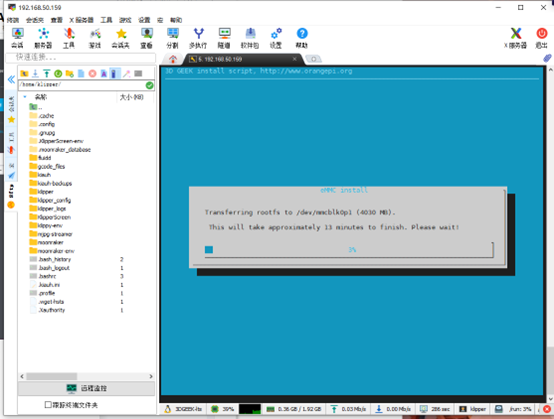 192.168.50.159
终端 会话 查看 X 服务器 工具 游戏 设置 宏 帮助
会话 服务器 工具 游戏 会话夹 查看 分割 多执行 隧道 软件包 设置 帮助 X 服务器 退出
快速连接...
5. 192.168.50.159
/home/klipper/
名称 大小 (KB)
..
.cache
.config
.gnupg
.KlipperScreen-env
.moonraker_database
fluidd
gcode_files
kiauh
kiauh-backups
klipper
klipper_config
klipper_logs
KlipperScreen
klippy-env
mjpg-streamer
moonraker
moonraker-env
.bash_history 2
.bash_logout 1
.bashrc 3
.kiauh.ini 1
.profile 1
.wget-hsts 1
.Xauthority 1
远程监控
跟踪终端文件夹
3D GEEK install script, http://www.orangepi.org
eMMC install
Transferring rootfs to /dev/mmcblk0p1 (4030 MB).
This will take approximately 13 minutes to finish. Please wait!
3%
39%
0.36 GB / 1.92 GB
0.03 Mb/s
0.00 Mb/s
286 sec
klipper
/run: 3%